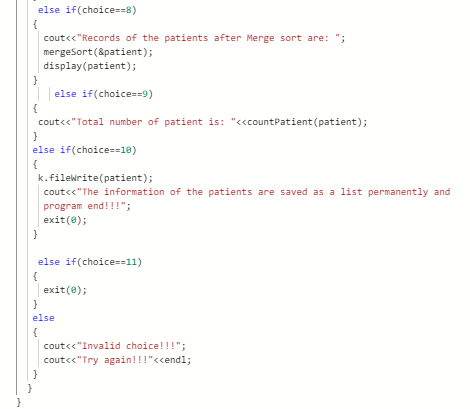 else if(choice==8)
{
cout<<"Records of the patients after Merge sort are: ";
mergeSort(&patient);
display(patient);
}
else if(choice==9)
{
cout<<"Total number of patient is: "<<countPatient(patient);
}
else if(choice==10)
{
k.fileWrite(patient);
cout<<"The information of the patients are saved as a list permanently and
program end!!!";
exit(0);
}
else if(choice==11)
{
exit(0);
}
else
{
cout<<"Invalid choice!!!";
cout<<"Try again!!!"<<endl;
}
}
}